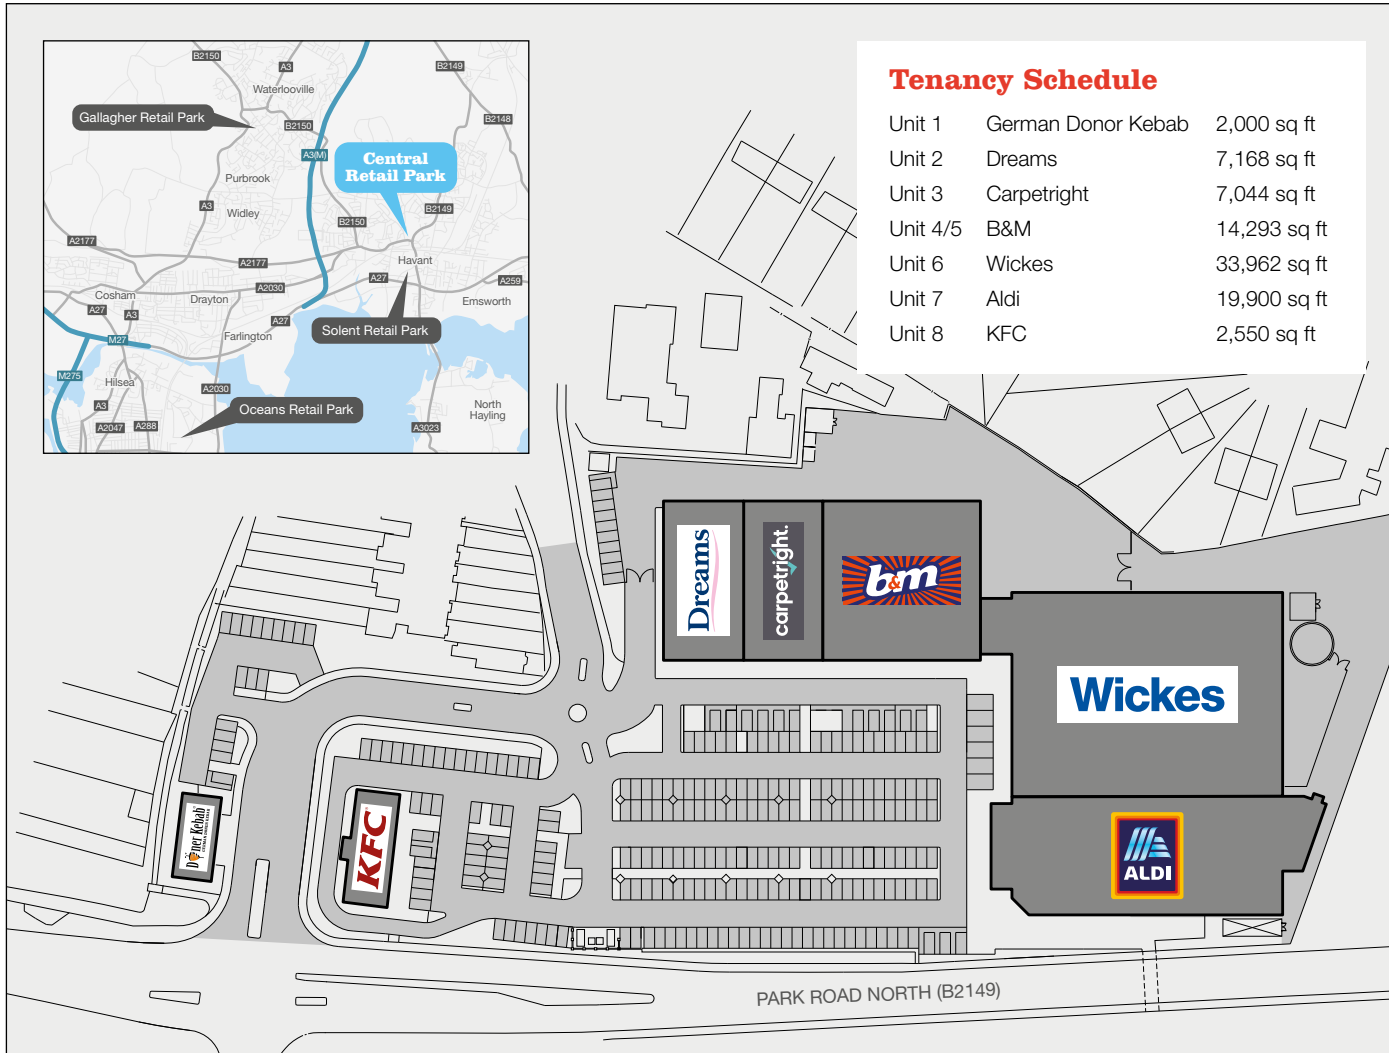 B2150
A3
B2149
Waterlooville
Gallagher Retail Park
B2150
B2148
A3(M)
Central
Retail Park
Purbrook
A3
Widley
B2149
B2150
A2177
A2177
Havant
A27
A259
A2030
Cosham
Drayton
Emsworth
A27
A3
A27
Farlington
Solent Retail Park
M27
M275
Hilsea
A2030
A3
Oceans Retail Park
North
Hayling
A2047
A288
A3023
Tenancy Schedule
Unit 1 German Donor Kebab 2,000 sq ft
Unit 2 Dreams 7,168 sq ft
Unit 3 Carpetright 7,044 sq ft
Unit 4/5 B&M 14,293 sq ft
Unit 6 Wickes 33,962 sq ft
Unit 7 Aldi 19,900 sq ft
Unit 8 KFC 2,550 sq ft
Dreams
carpetright.
b&m
Wickes
ALDI
KFC
Döner Kebab
PARK ROAD NORTH (B2149)